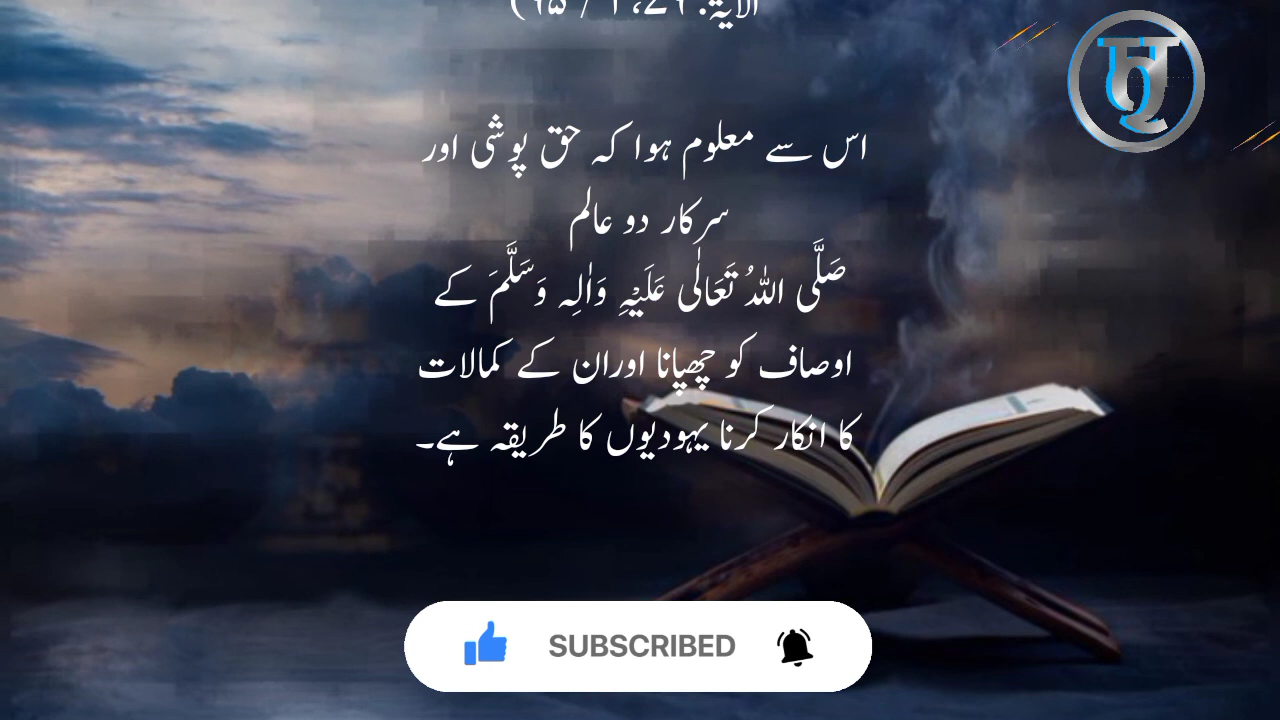 اس سے معلوم ہوا کہ حق پوشی اور
سرکار دو عالم
صَلَّی اللہُ تَعَالٰی عَلَیْہِ وَاٰلِہ وَسَلَّمَ کے
اوصاف کو چھپانا اوران کے کمالات
کا انکار کرنا یہودیوں کا طریقہ ہے۔
SUBSCRIBED